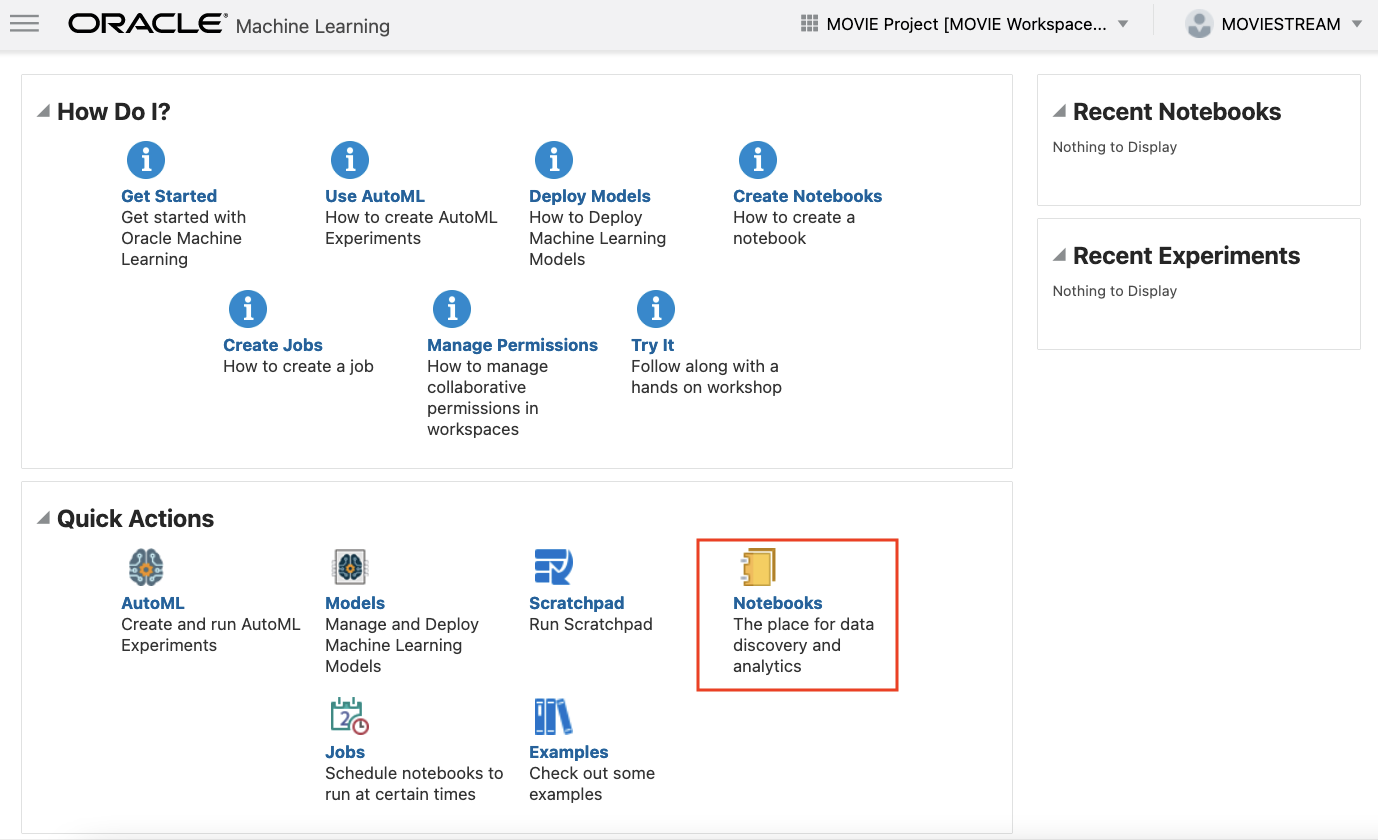 ORACLE® Machine Learning
MOVIE Project [MOVIE Workspace...
MOVIESTREAM
How Do I?
Get Started
Get started with
Oracle Machine
Learning
Use AutoML
How to create AutoML
Experiments
Deploy Models
How to Deploy
Machine Learning
Models
Create Notebooks
How to create a
notebook
Create Jobs
How to create a job
Manage Permissions
How to manage
collaborative
permissions in
workspaces
Try It
Follow along with a
hands on workshop
Quick Actions
AutoML
Create and run AutoML
Experiments
Models
Manage and Deploy
Machine Learning
Models
Scratchpad
Run Scratchpad
Notebooks
The place for data
discovery and
analytics
2
Jobs
Schedule notebooks to
run at certain times
Examples
Check out some
examples
Recent Notebooks
Nothing to Display
Recent Experiments
Nothing to Display